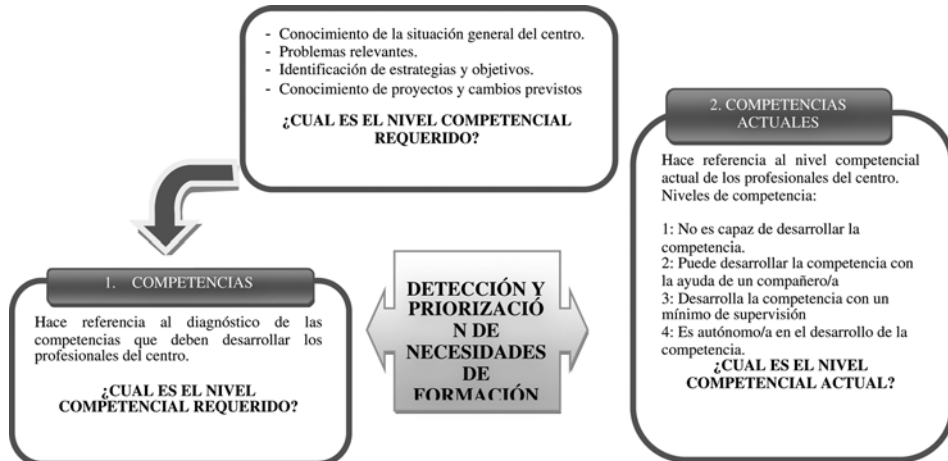 - Conocimiento de la situación general del centro.
- Problemas relevantes.
- Identificación de estrategias y objetivos.
- Conocimiento de proyectos y cambios previstos
¿CUAL ES EL NIVEL COMPETENCIAL
REQUERIDO?
1. COMPETENCIAS
Hace referencia al diagnóstico de las
competencias que deben desarrollar los
profesionales del centro.
¿CUAL ES EL NIVEL
COMPETENCIAL REQUERIDO?
DETECCIÓN Y
PRIORIZACIÓ
N DE
NECESIDADES
DE
FORMACIÓN
2. COMPETENCIAS
ACTUALES
Hace referencia al nivel competencial
actual de los profesionales del centro.
Niveles de competencia:
1: No es capaz de desarrollar la
competencia.
2: Puede desarrollar la competencia con
la ayuda de un compañero/a
3: Desarrolla la competencia con un
mínimo de supervisión
4: Es autónomo/a en el desarrollo de la
competencia.
¿CUAL ES EL NIVEL
COMPETENCIAL ACTUAL?